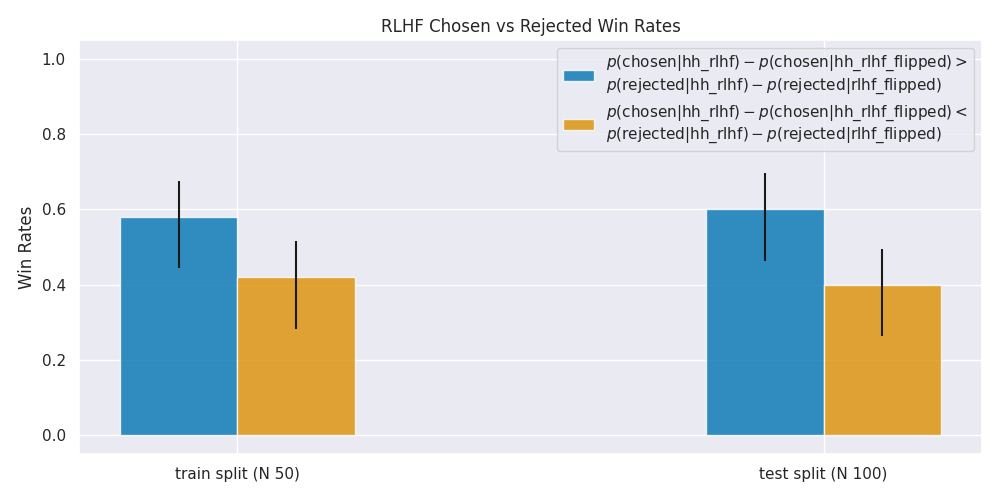 RLHF Chosen vs Rejected Win Rates
p(chosen|hh_rlhf) − p(chosen|hh_rlhf_flipped) >
p(rejected|hh_rlhf) − p(rejected|rlhf_flipped)
p(chosen|hh_rlhf) − p(chosen|hh_rlhf_flipped) <
p(rejected|hh_rlhf) − p(rejected|rlhf_flipped)
Win Rates
1.0
0.8
0.6
0.4
0.2
0.0
train split (N 50)
test split (N 100)